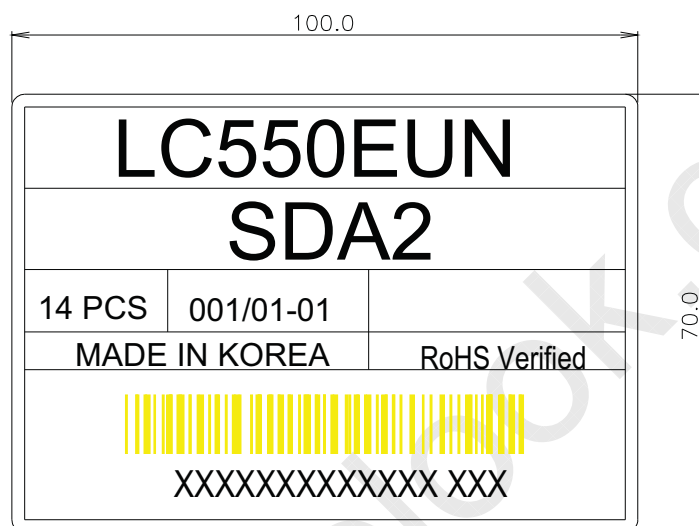 100.0
LC550EUN
SDA2
14 PCS 001/01-01
70.0
MADE IN KOREA RoHS Verified
XXXXXXXXXXXXX XXX